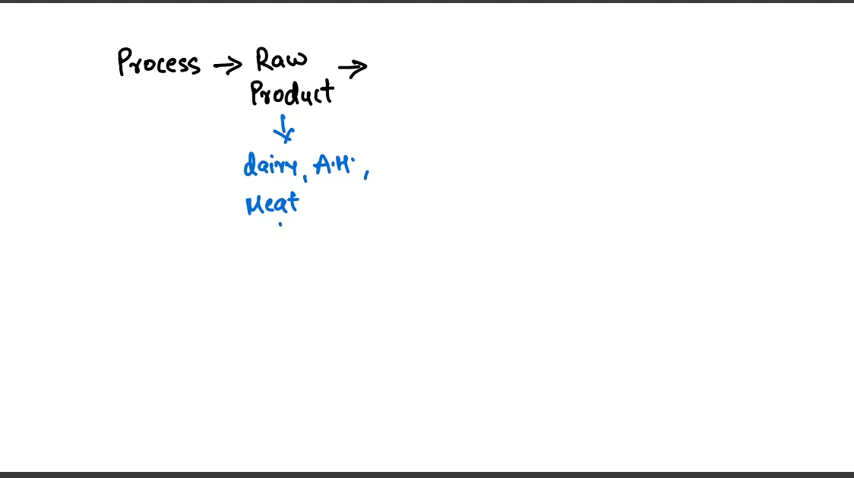 Process → Raw →
Product
↓
dairy, A.H.,
Meat